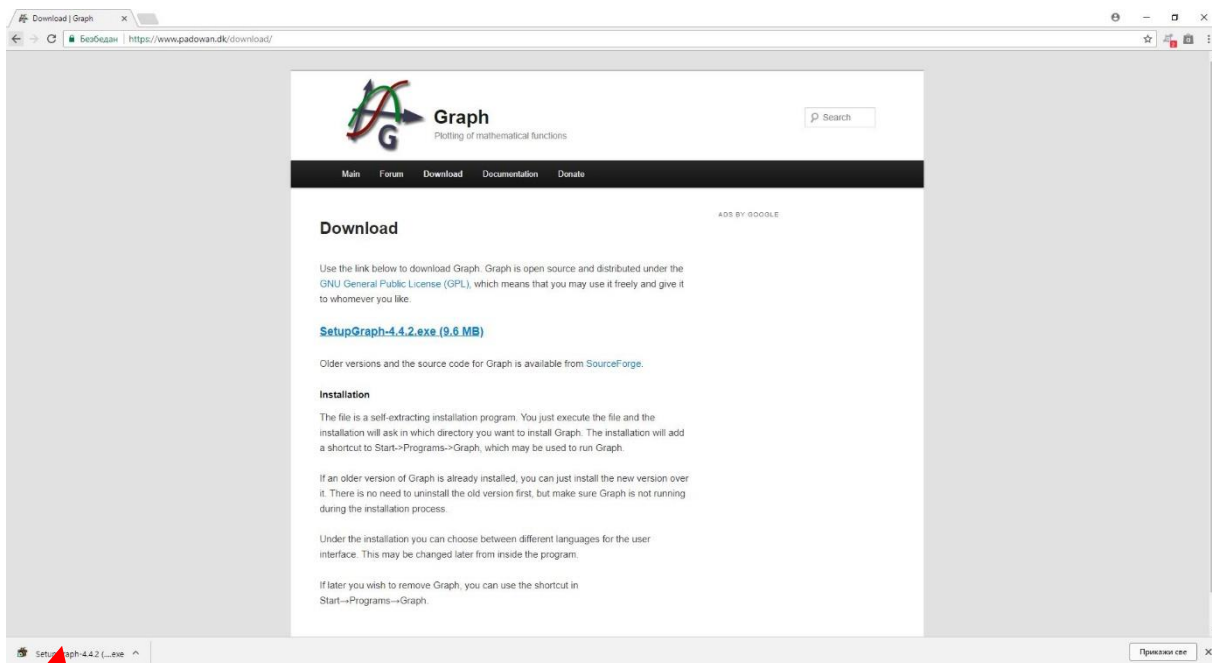 Download | Graph
Безбедан https://www.padowan.dk/download/
Graph
Plotting of mathematical functions
Search
Main Forum Download Documentation Donate
ADS BY GOOGLE
Download
Use the link below to download Graph. Graph is open source and distributed under the
GNU General Public License (GPL), which means that you may use it freely and give it
to whomever you like.
SetupGraph-4.4.2.exe (9.6 MB)
Older versions and the source code for Graph is available from SourceForge.
Installation
The file is a self-extracting installation program. You just execute the file and the
installation will ask in which directory you want to install Graph. The installation will add
a shortcut to Start->Programs->Graph, which may be used to run Graph.
If an older version of Graph is already installed, you can just install the new version over
it. There is no need to uninstall the old version first, but make sure Graph is not running
during the installation process.
Under the installation you can choose between different languages for the user
interface. This may be changed later from inside the program.
If later you wish to remove Graph, you can use the shortcut in
Start→Programs→Graph.
SetupGraph-4.4.2 (....exe
Прикажи све